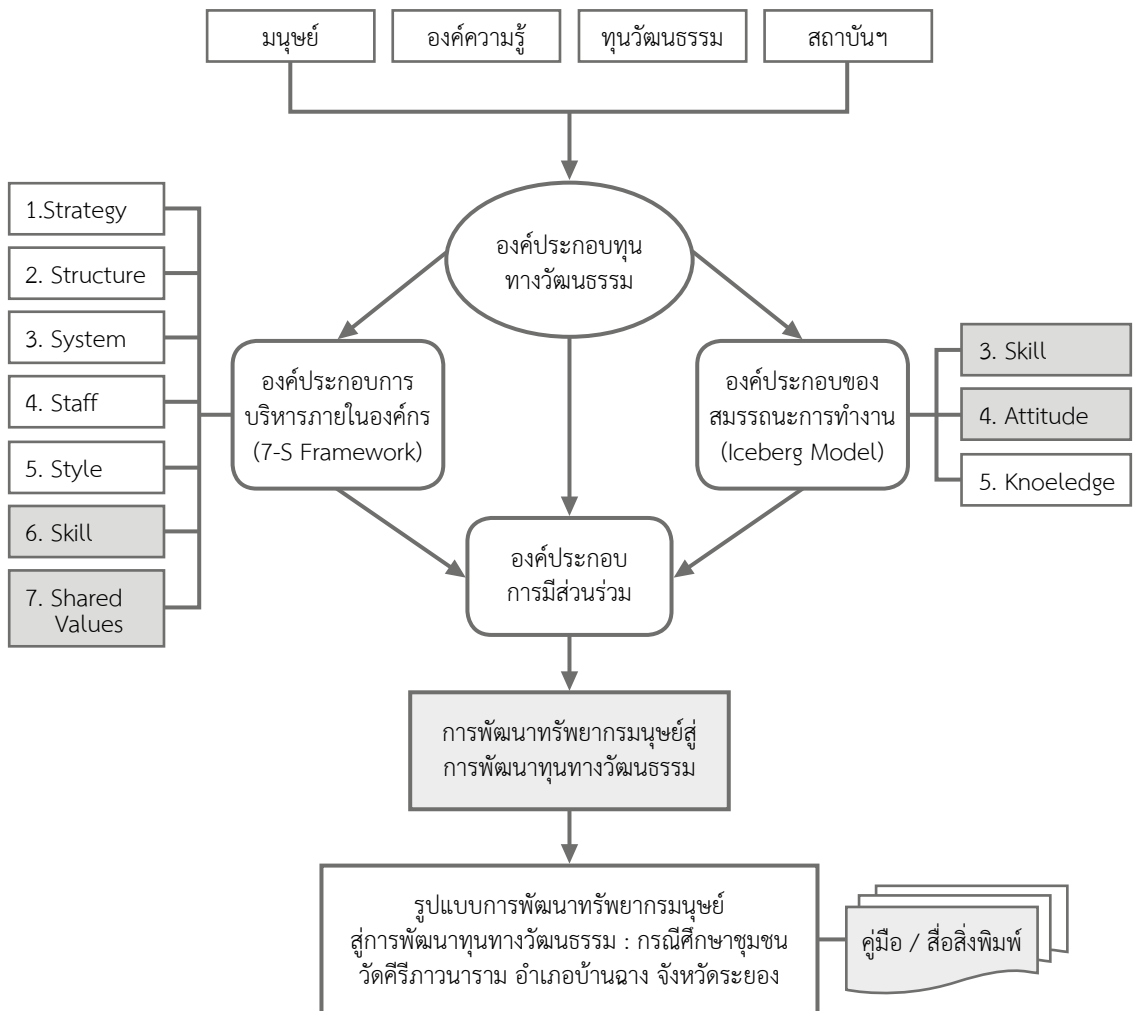 มนุษย์
องค์ความรู้
ทุนวัฒนธรรม
สถาบันฯ
องค์ประกอบทุน
ทางวัฒนธรรม
1.Strategy
2. Structure
3. System
4. Staff
5. Style
6. Skill
7. Shared
Values
องค์ประกอบการ
บริหารภายในองค์กร
(7-S Framework)
องค์ประกอบของ
สมรรถนะการทำงาน
(Iceberg Model)
3. Skill
4. Attitude
5. Knoeledge
องค์ประกอบ
การมีส่วนร่วม
การพัฒนาทรัพยากรมนุษย์สู่
การพัฒนาทุนทางวัฒนธรรม
รูปแบบการพัฒนาทรัพยากรมนุษย์
สู่การพัฒนาทุนทางวัฒนธรรม : กรณีศึกษาชุมชน
วัดคีรีภาวนาราม อำเภอบ้านฉาง จังหวัดระยอง
คู่มือ / สื่อสิ่งพิมพ์